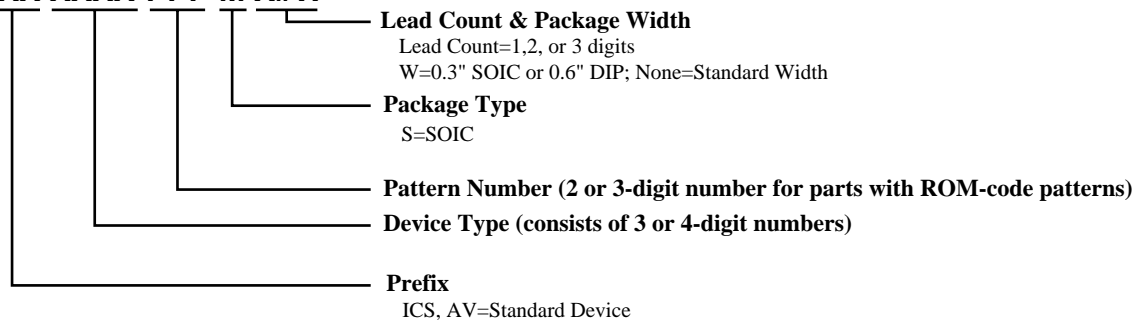 Lead Count & Package Width
Lead Count=1,2, or 3 digits
W=0.3" SOIC or 0.6" DIP; None=Standard Width
Package Type
S=SOIC
Pattern Number (2 or 3-digit number for parts with ROM-code patterns)
Device Type (consists of 3 or 4-digit numbers)
Prefix
ICS, AV=Standard Device